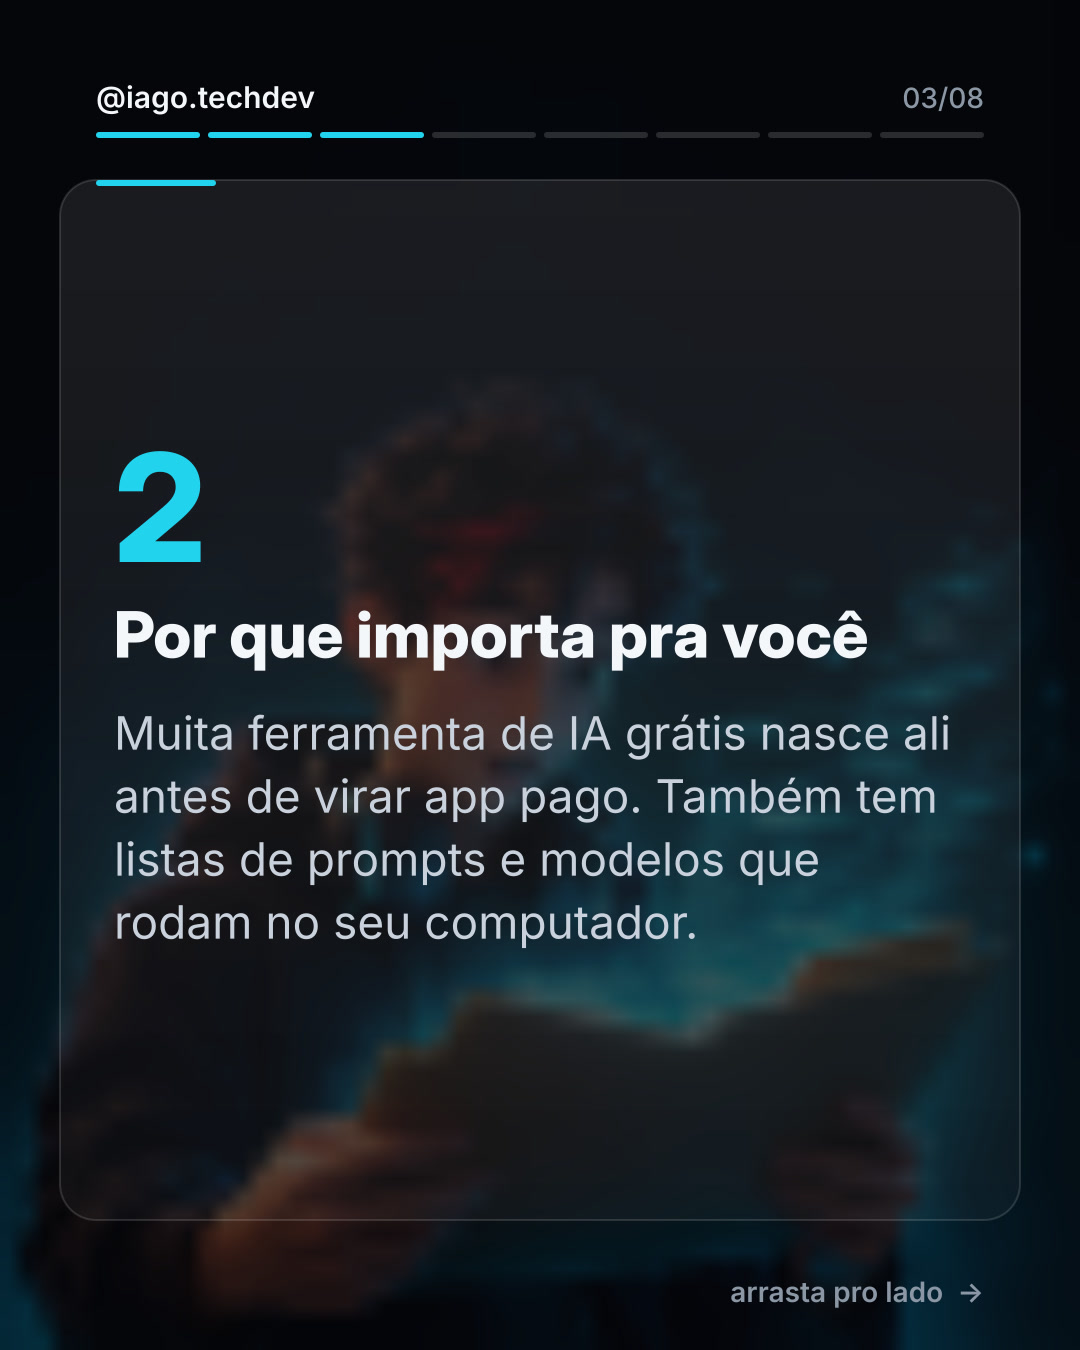 @iago.techdev
03/08
2
Por que importa pra você
Muita ferramenta de IA grátis nasce ali
antes de virar app pago. Também tem
listas de prompts e modelos que
rodam no seu computador.
arrasta pro lado →